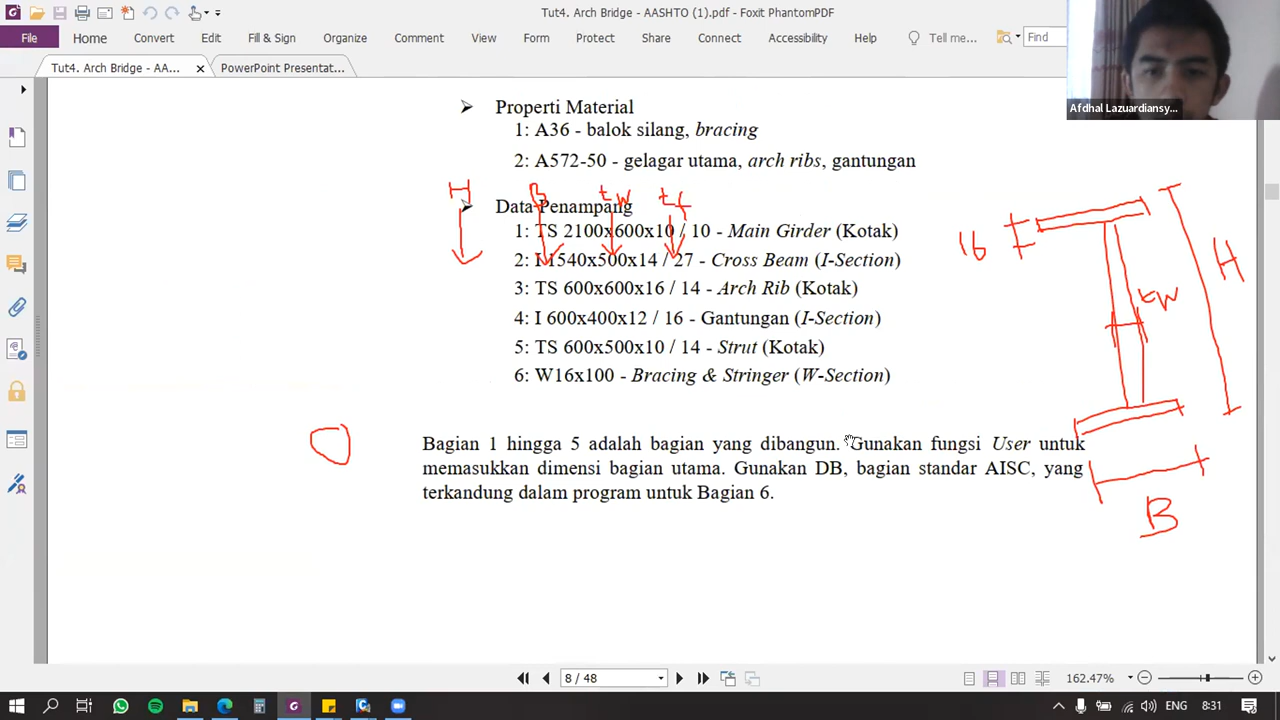 Tut4. Arch Bridge - AASHTO (1).pdf - Foxit PhantomPDF
File Home Convert Edit Fill & Sign Organize Comment View Form Protect Share Connect Accessibility Help Tell me... Find
Tut4. Arch Bridge - AA... PowerPoint Presentat...
Afdhal Lazuardiansy...
Properti Material
1: A36 - balok silang, bracing
2: A572-50 - gelagar utama, arch ribs, gantungan
H B tw tf
Data Penampang
1: TS 2100x600x10 / 10 - Main Girder (Kotak)
2: I 1540x500x14 / 27 - Cross Beam (I-Section)
3: TS 600x600x16 / 14 - Arch Rib (Kotak)
4: I 600x400x12 / 16 - Gantungan (I-Section)
5: TS 600x500x10 / 14 - Strut (Kotak)
6: W16x100 - Bracing & Stringer (W-Section)
16
H
tw
B
Bagian 1 hingga 5 adalah bagian yang dibangun. Gunakan fungsi User untuk
memasukkan dimensi bagian utama. Gunakan DB, bagian standar AISC, yang
terkandung dalam program untuk Bagian 6.
8 / 48
162.47%
ENG 8:31